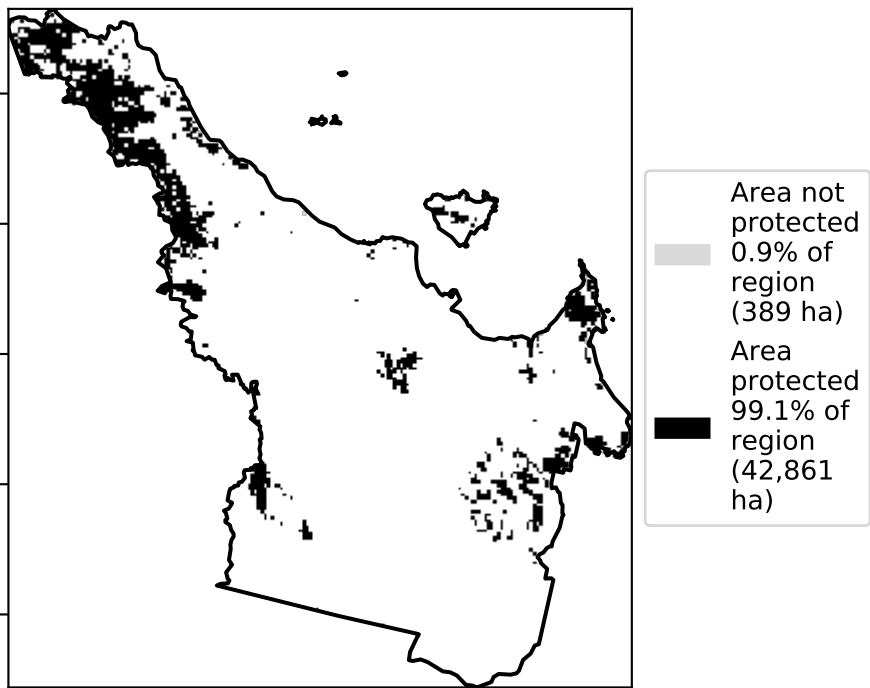 Area not
protected
0.9% of
region
(389 ha)
Area
protected
99.1% of
region
(42,861
ha)